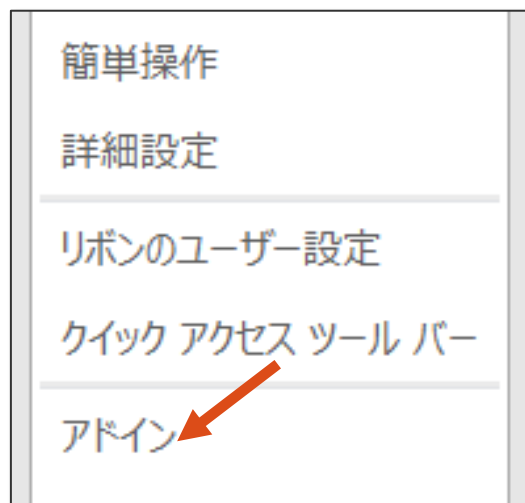 簡単操作
詳細設定
リボンのユーザー設定
クイック アクセス ツール バー
アドイン